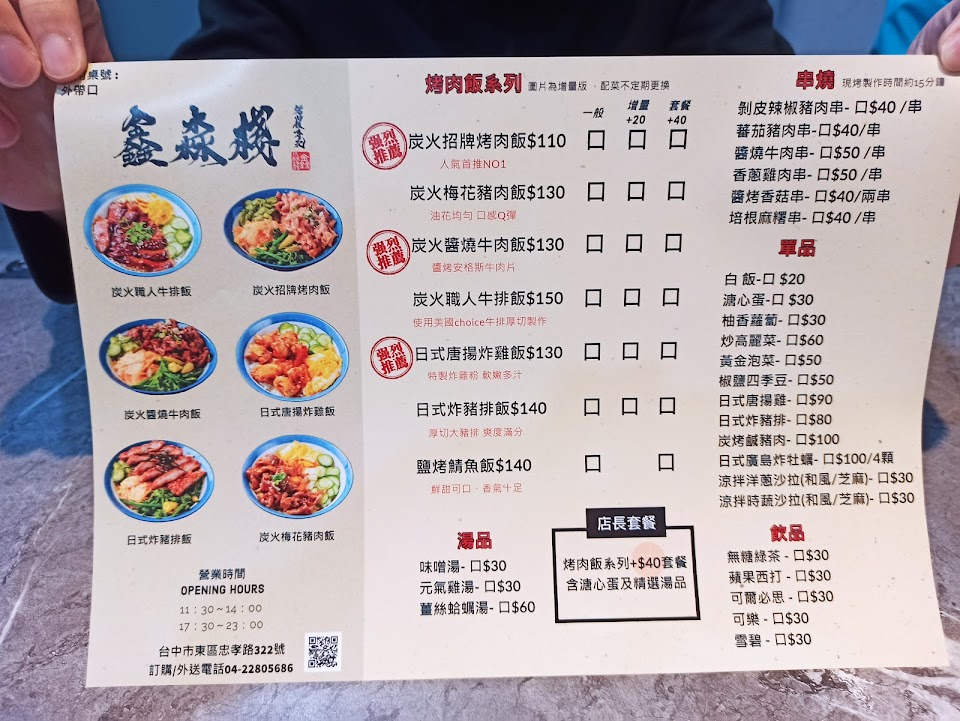 桌號:
外帶口
鑫淼棧
炭火職人牛排飯
炭火招牌烤肉飯
炭火醬燒牛肉飯
日式唐揚炸雞飯
日式炸豬排飯
炭火梅花豬肉飯
營業時間
OPENING HOURS
11:30~14:00
17:30~23:00
台中市東區忠孝路322號
訂購/外送電話04-22805686
烤肉飯系列 圖片為增量版 ‧配菜不定期更換
一般 增量+20 套餐+40
強烈推薦 炭火招牌烤肉飯$110 口 口 口
人氣首推NO1
炭火梅花豬肉飯$130 口 口 口
油花均勻 口感Q彈
強烈推薦 炭火醬燒牛肉飯$130 口 口 口
醬烤安格斯牛肉片
炭火職人牛排飯$150 口 口 口
使用美國choice牛排厚切製作
強烈推薦 日式唐揚炸雞飯$130 口 口 口
特製炸雞粉 軟嫩多汁
日式炸豬排飯$140 口 口 口
厚切大豬排 爽度滿分
鹽烤鯖魚飯$140 口 口
鮮甜可口‧香氣十足
湯品
味噌湯- 口$30
元氣雞湯- 口$30
薑絲蛤蠣湯- 口$60
店長套餐
烤肉飯系列+$40套餐
含溏心蛋及精選湯品
串燒 現烤製作時間約15分鐘
剝皮辣椒豬肉串- 口$40 /串
蕃茄豬肉串- 口$40/串
醬燒牛肉串- 口$50 /串
香蔥雞肉串- 口$50 /串
醬烤香菇串- 口$40/兩串
培根麻糬串- 口$40 /串
單品
白 飯-口 $20
溏心蛋-口 $30
柚香蘿蔔- 口$30
炒高麗菜- 口$60
黃金泡菜- 口$50
椒鹽四季豆- 口$50
日式唐揚雞- 口$90
日式炸豬排- 口$80
炭烤鹹豬肉- 口$100
日式廣島炸牡蠣- 口$100/4顆
涼拌洋蔥沙拉(和風/芝麻)- 口$30
涼拌時蔬沙拉(和風/芝麻)- 口$30
飲品
無糖綠茶 - 口$30
蘋果西打 - 口$30
可爾必思 - 口$30
可樂 - 口$30
雪碧 - 口$30